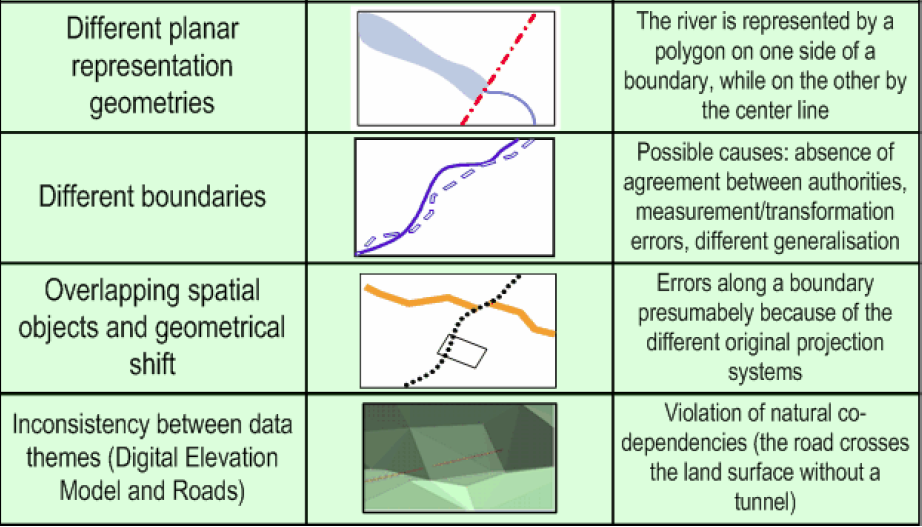 Different planar
representation
geometries
The river is represented by a
polygon on one side of a
boundary, while on the other by
the center line
Different boundaries
Possible causes: absence of
agreement between authorities,
measurement/transformation
errors, different generalisation
Overlapping spatial
objects and geometrical
shift
Errors along a boundary
presumabely because of the
different original projection
systems
Inconsistency between data
themes (Digital Elevation
Model and Roads)
Violation of natural co-
dependencies (the road crosses
the land surface without a
tunnel)